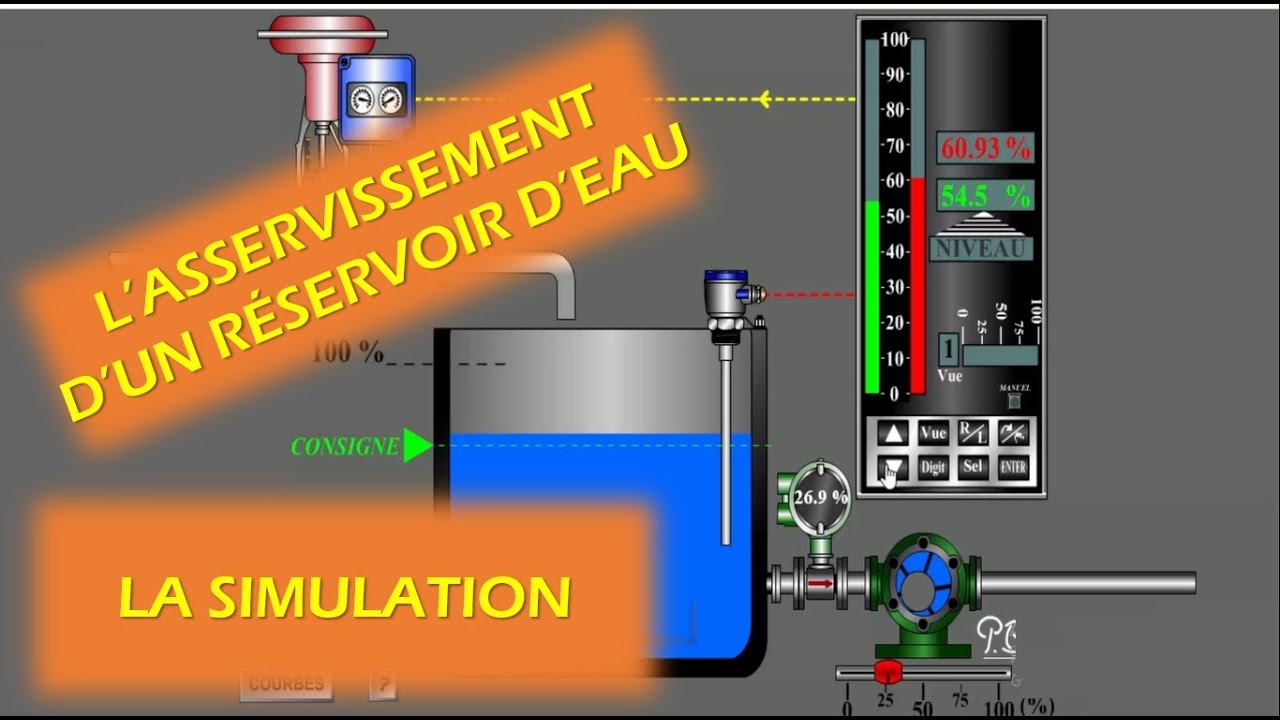 L'ASSERVISSEMENT
D'UN RÉSERVOIR D'EAU
LA SIMULATION
100 %
CONSIGNE
COURBES
?
100
90
80
70
60
50
40
30
20
10
0
60.93 %
54.5 %
NIVEAU
0
25
50
75
100
1
Vue
MANUEL
Vue
R/L
Digit
Sel
ENTER
26.9 %
0
25
50
75
100 (%)